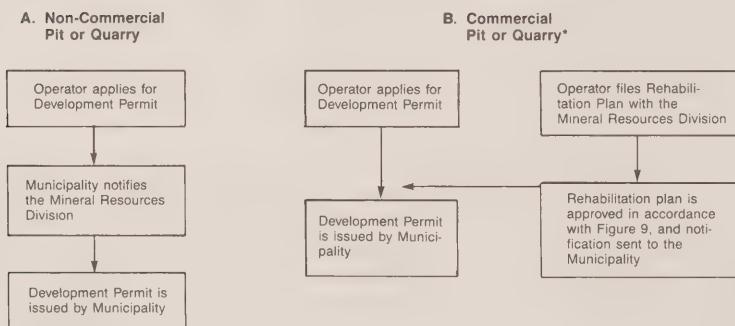 A. Non-Commercial
Pit or Quarry
Operator applies for
Development Permit
Municipality notifies
the Mineral Resources
Division
Development Permit is
issued by Municipality
B. Commercial
Pit or Quarry*
Operator applies for
Development Permit
Development Permit
is issued by Munici-
pality
Operator files Rehabili-
tation Plan with the
Mineral Resources Division
Rehabilitation plan is
approved in accordance
with Figure 9, and noti-
fication sent to the
Municipality